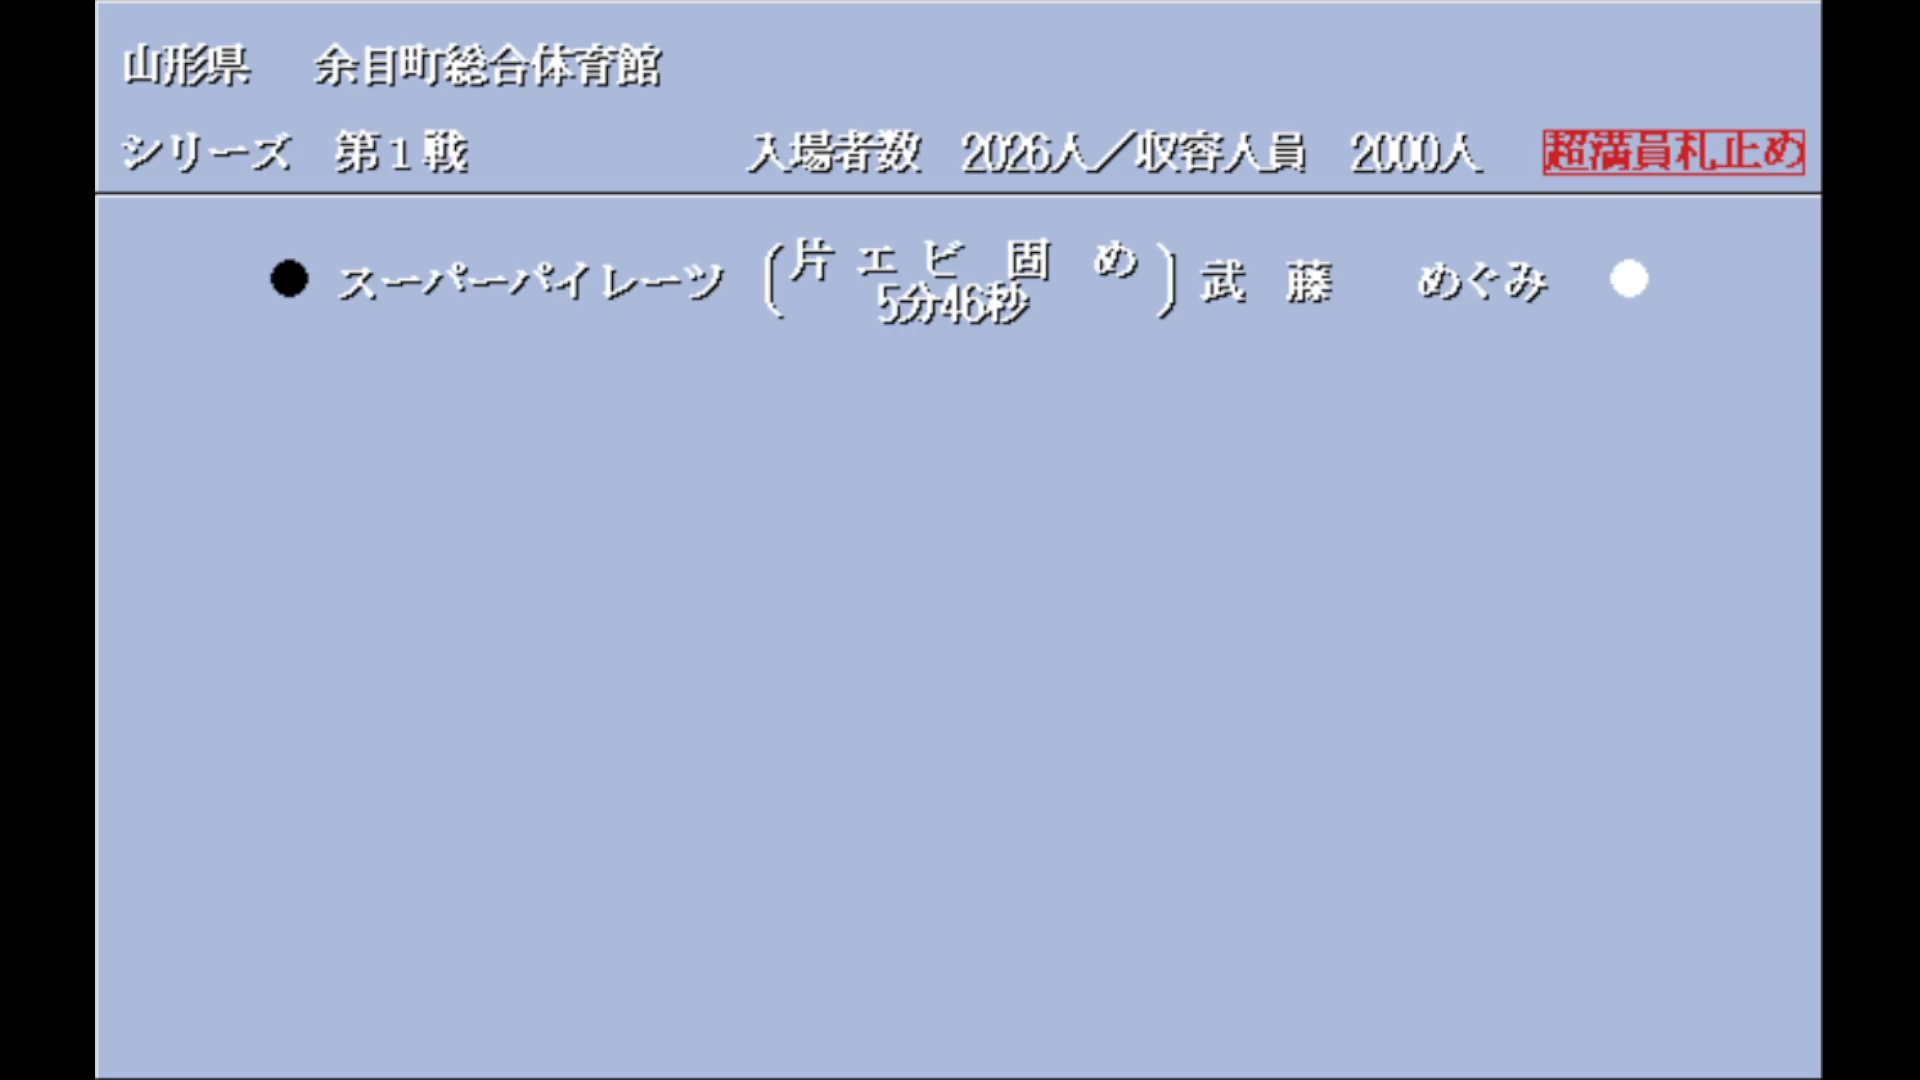 山形県　余目町総合体育館
シリーズ　第１戦　入場者数　2026人／収容人員　2000人　超満員札止め
●　スーパーパイレーツ　（片エビ固め　5分46秒）　武藤　めぐみ　○